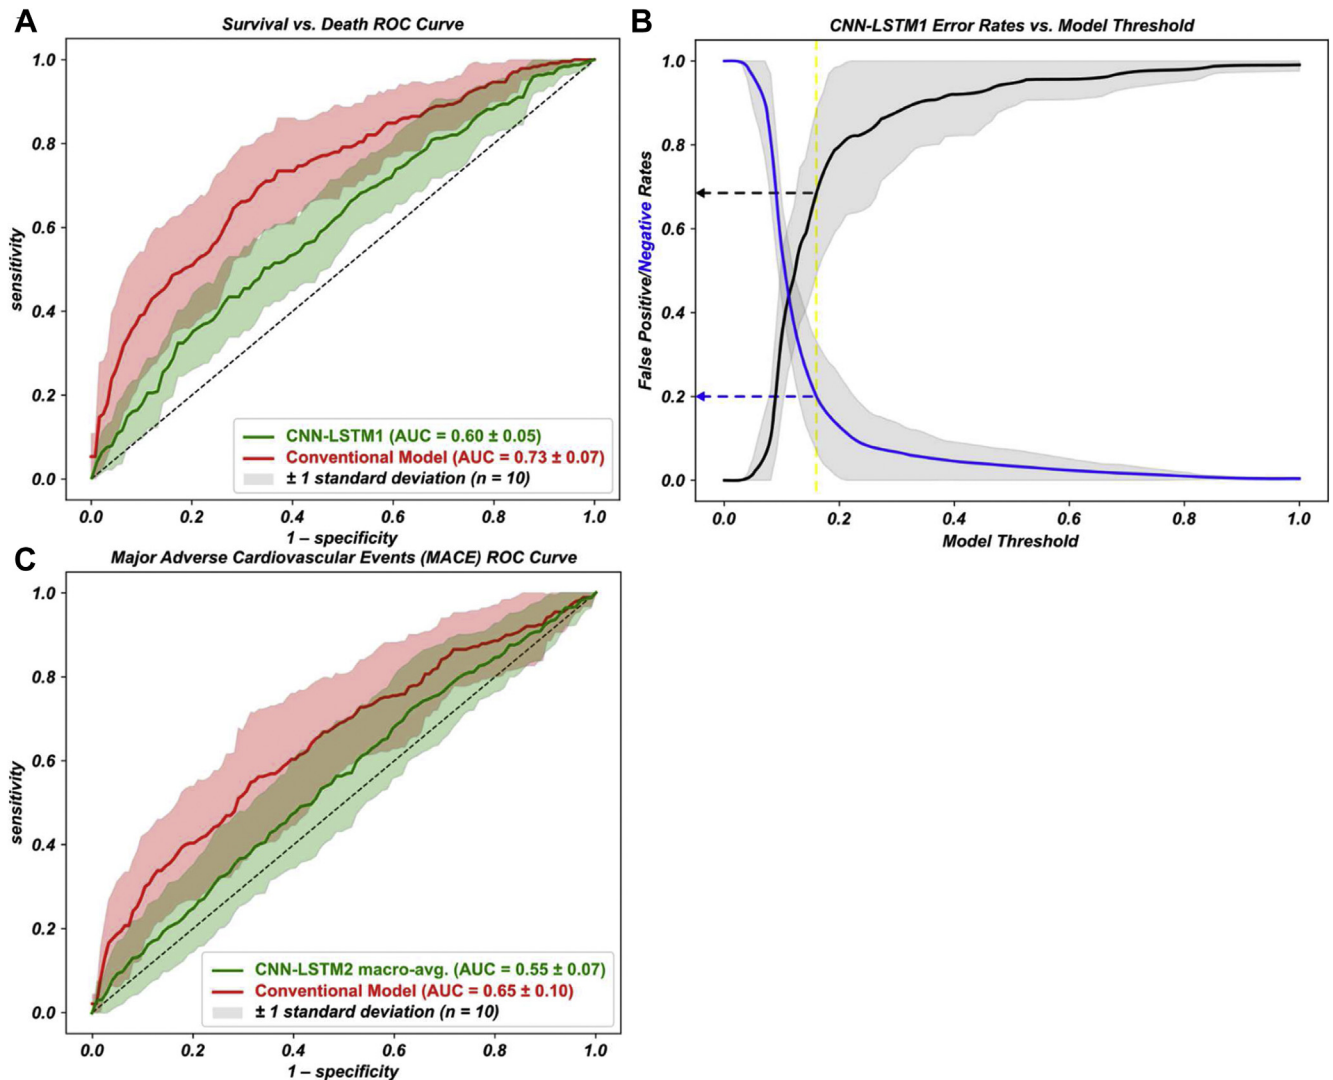 A
Survival vs. Death ROC Curve
sensitivity
1.0
0.8
0.6
0.4
0.2
0.0
CNN-LSTM1 (AUC = 0.60 ± 0.05)
Conventional Model (AUC = 0.73 ± 0.07)
± 1 standard deviation (n = 10)
0.0 0.2 0.4 0.6 0.8 1.0
1 – specificity
B
CNN-LSTM1 Error Rates vs. Model Threshold
False Positive/Negative Rates
1.0
0.8
0.6
0.4
0.2
0.0
0.0 0.2 0.4 0.6 0.8 1.0
Model Threshold
C
Major Adverse Cardiovascular Events (MACE) ROC Curve
sensitivity
1.0
0.8
0.6
0.4
0.2
0.0
CNN-LSTM2 macro-avg. (AUC = 0.55 ± 0.07)
Conventional Model (AUC = 0.65 ± 0.10)
± 1 standard deviation (n = 10)
0.0 0.2 0.4 0.6 0.8 1.0
1 – specificity